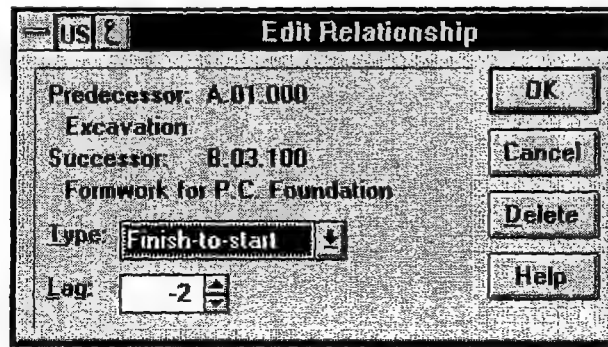 US
Edit Relationship
Predecessor: A.01.000
Excavation
Successor: B.03.100
Formwork for P.C. Foundation
Type: Finish-to-start
Lag: -2
OK
Cancel
Delete
Help